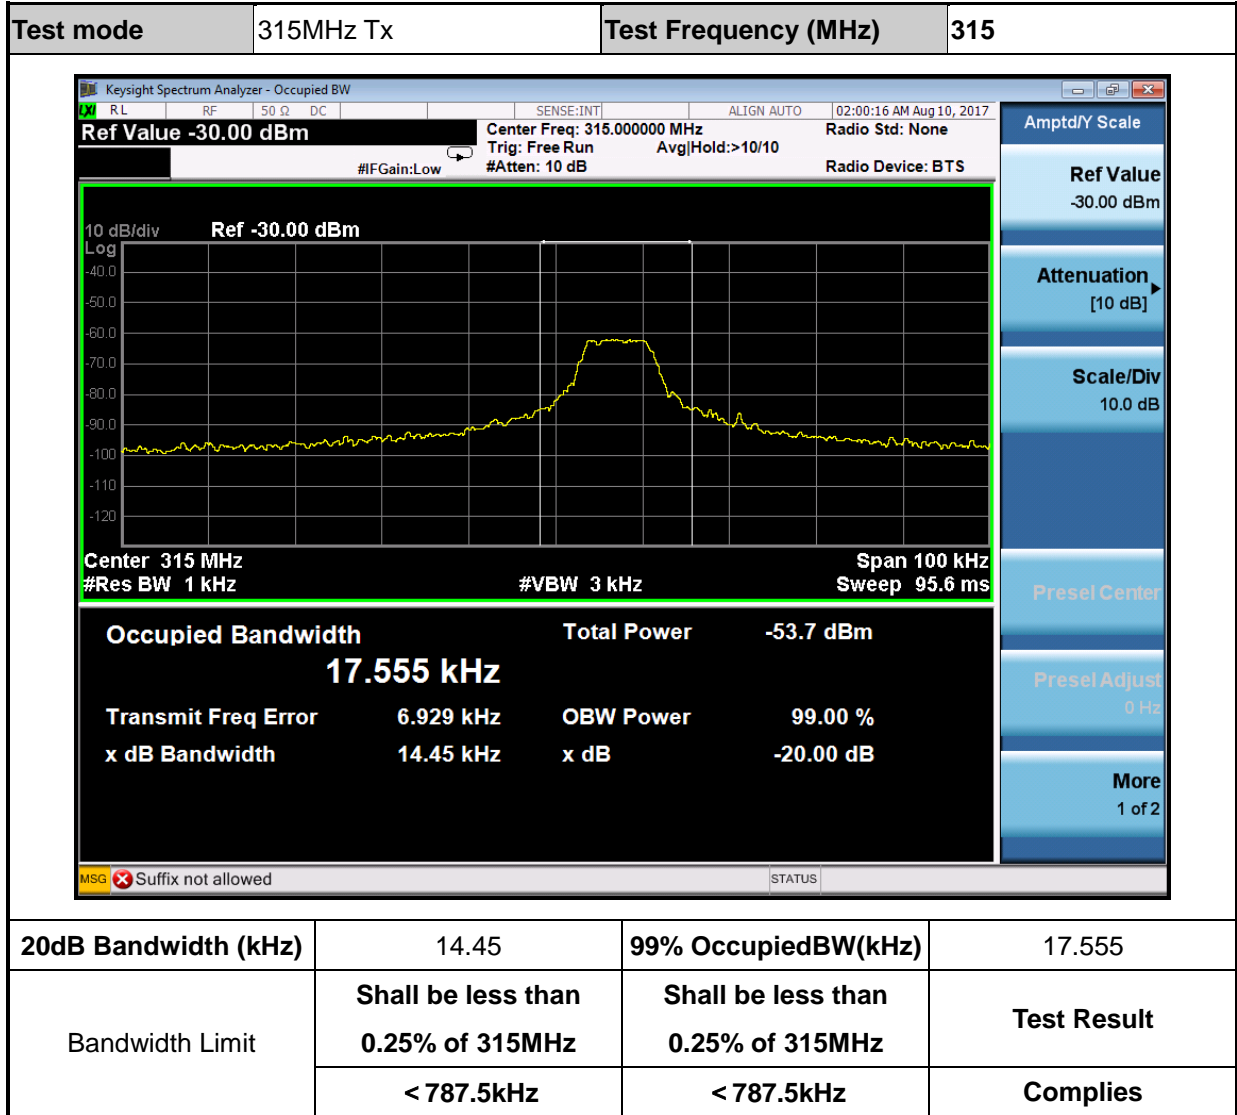 Test mode 315MHz Tx Test Frequency (MHz) 315
Keysight Spectrum Analyzer - Occupied BW
LXI RL RF 50 Ω DC SENSE:INT ALIGN AUTO 02:00:16 AM Aug 10, 2017
Ref Value -30.00 dBm
Center Freq: 315.000000 MHz
Radio Std: None
Trig: Free Run Avg|Hold:>10/10
#IFGain:Low #Atten: 10 dB Radio Device: BTS
10 dB/div Ref -30.00 dBm
Log
-40.0
-50.0
-60.0
-70.0
-80.0
-90.0
-100
-110
-120
Center 315 MHz Span 100 kHz
#Res BW 1 kHz #VBW 3 kHz Sweep 95.6 ms
Occupied Bandwidth Total Power -53.7 dBm
17.555 kHz
Transmit Freq Error 6.929 kHz OBW Power 99.00 %
x dB Bandwidth 14.45 kHz x dB -20.00 dB
MSG Suffix not allowed STATUS
Amptd/Y Scale
Ref Value
-30.00 dBm
Attenuation
[10 dB]
Scale/Div
10.0 dB
Presel Center
Presel Adjust
0 Hz
More
1 of 2
20dB Bandwidth (kHz) 14.45 99% OccupiedBW(kHz) 17.555
Bandwidth Limit
Shall be less than
0.25% of 315MHz
Shall be less than
0.25% of 315MHz
Test Result
<787.5kHz <787.5kHz Complies